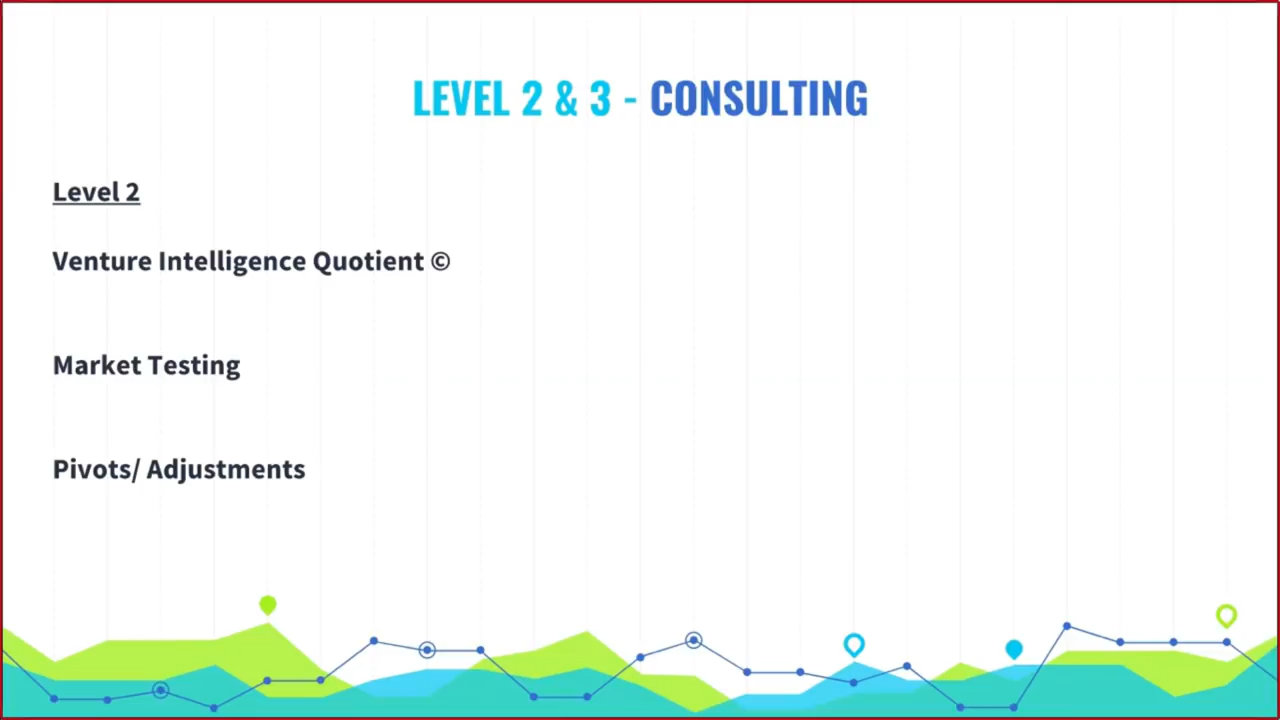 LEVEL 2 & 3 - CONSULTING
Level 2
Venture Intelligence Quotient ©
Market Testing
Pivots/ Adjustments